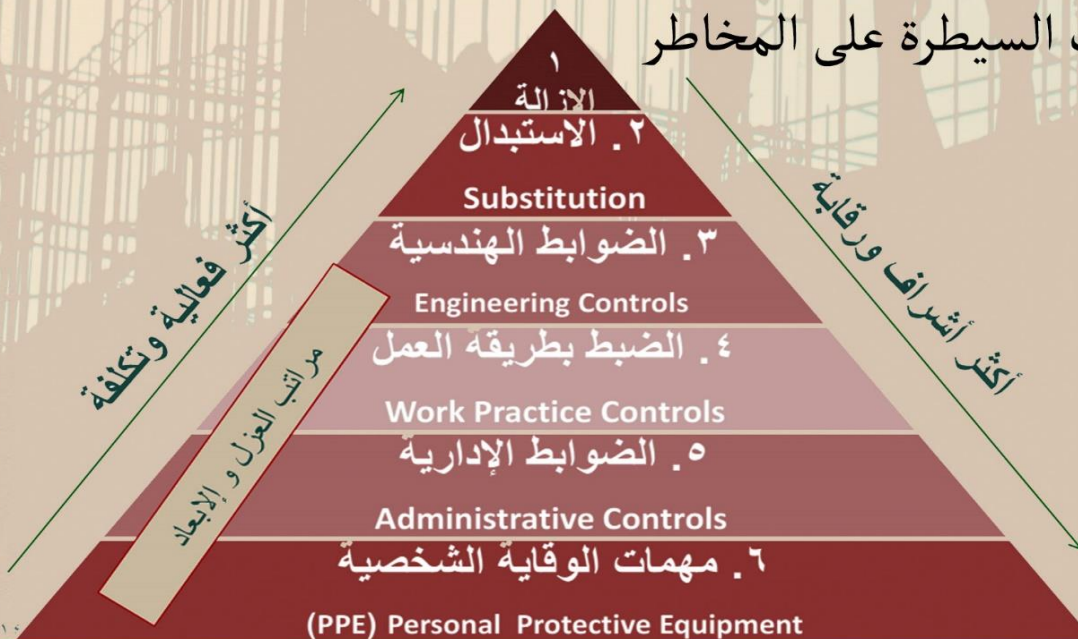 السيطرة على المخاطر
١
الإزالة
٢. الاستبدال
Substitution
٣. الضوابط الهندسية
Engineering Controls
٤. الضبط بطريقة العمل
Work Practice Controls
٥. الضوابط الإدارية
Administrative Controls
٦. مهمات الوقاية الشخصية
(PPE) Personal Protective Equipment
أكثر فعالية وتكلفة
مراتب العزل و الإبعاد
أكثر أشراف ورقابة